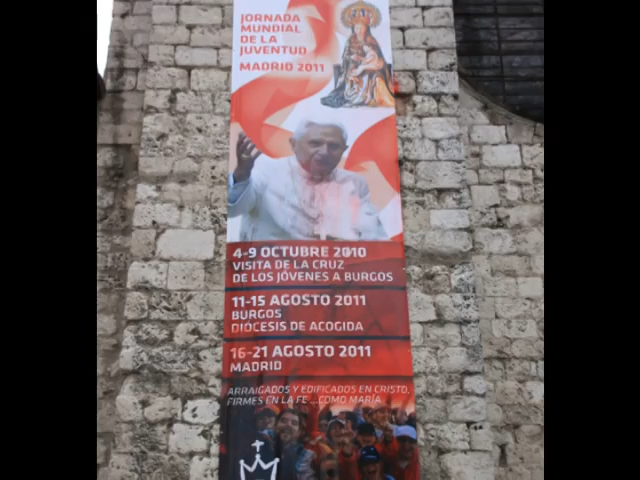 JORNADA
MUNDIAL
DE LA
JUVENTUD
MADRID 2011
4-9 OCTUBRE 2010
VISITA DE LA CRUZ
DE LOS JÓVENES A BURGOS
11-15 AGOSTO 2011
BURGOS
DIÓCESIS DE ACOGIDA
16-21 AGOSTO 2011
MADRID
ARRAIGADOS Y EDIFICADOS EN CRISTO,
FIRMES EN LA FE ...COMO MARÍA